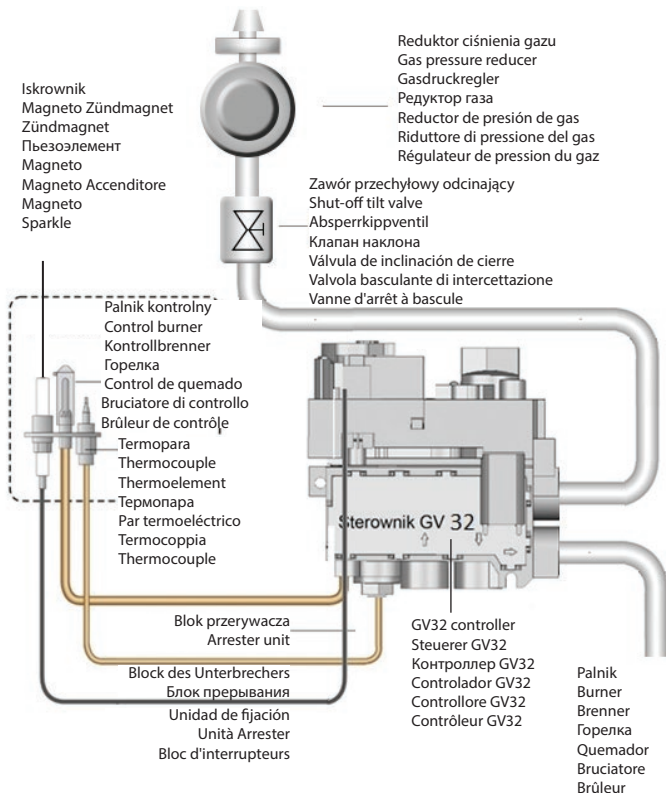 Reduktor ciśnienia gazu
Gas pressure reducer
Gasdruckregler
Редуктор газа
Reductor de presión de gas
Riduttore di pressione del gas
Régulateur de pression du gaz
Iskrownik
Magneto Zündmagnet
Zündmagnet
Пьезоэлемент
Magneto
Magneto Accenditore
Magneto
Sparkle
Zawór przechyłowy odcinający
Shut-off tilt valve
Absperrkippventil
Клапан наклона
Válvula de inclinación de cierre
Valvola basculante di intercettazione
Vanne d'arrêt à bascule
Palnik kontrolny
Control burner
Kontrollbrenner
Горелка
Control de quemado
Bruciatore di controllo
Brûleur de contrôle
Termopara
Thermocouple
Thermoelement
Термопара
Par termoeléctrico
Termocoppia
Thermocouple
Sterownik GV 32
Blok przerywacza
Arrester unit
Block des Unterbrechers
Блок прерывания
Unidad de fijación
Unità Arrester
Bloc d'interrupteurs
GV32 controller
Steuerer GV32
Контроллер GV32
Controlador GV32
Controllore GV32
Contrôleur GV32
Palnik
Burner
Brenner
Горелка
Quemador
Bruciatore
Brûleur